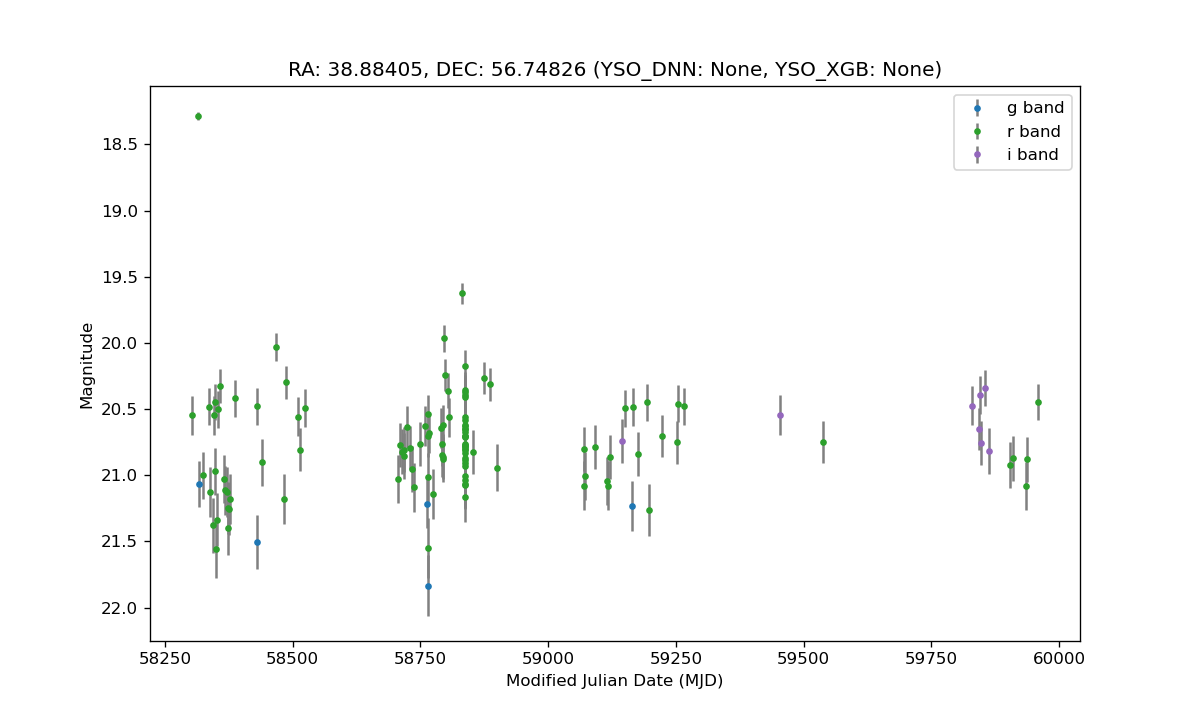 RA: 38.88405, DEC: 56.74826 (YSO_DNN: None, YSO_XGB: None)
g band
r band
i band
18.5
19.0
19.5
20.0
20.5
21.0
21.5
22.0
Magnitude
58250 58500 58750 59000 59250 59500 59750 60000
Modified Julian Date (MJD)